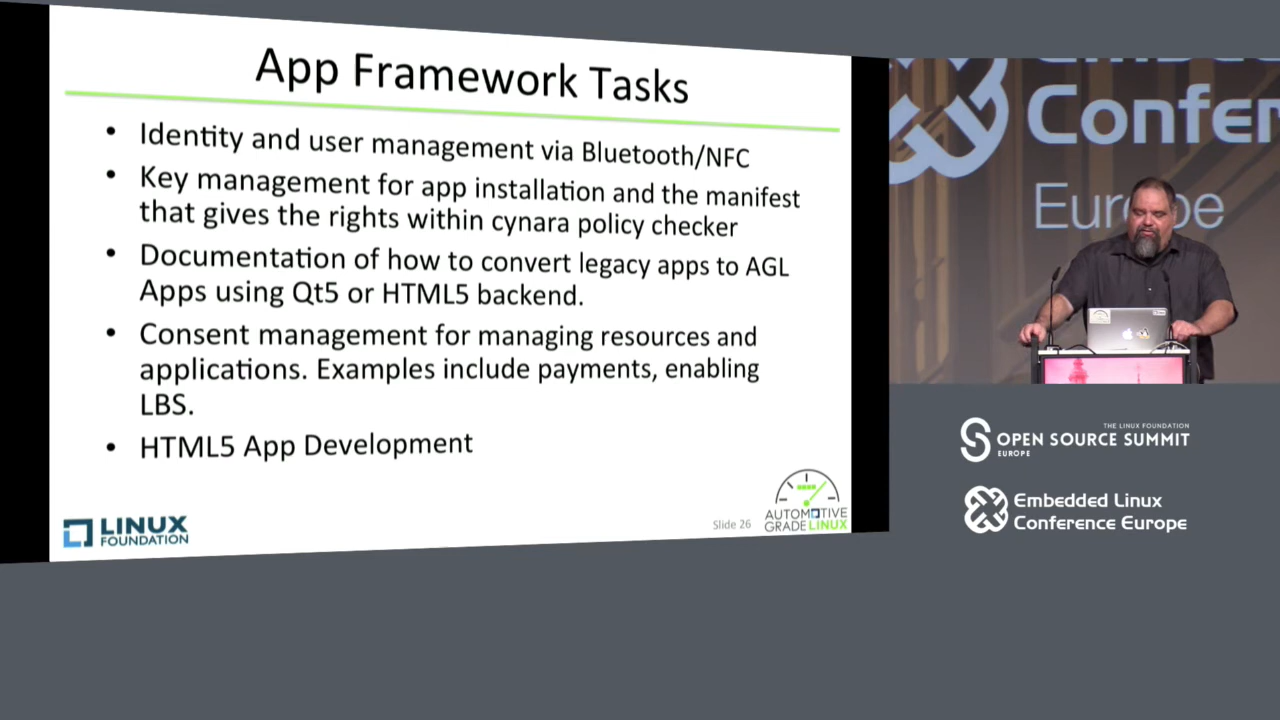 App Framework Tasks
• Identity and user management via Bluetooth/NFC
• Key management for app installation and the manifest
that gives the rights within cynara policy checker
• Documentation of how to convert legacy apps to AGL
Apps using Qt5 or HTML5 backend.
• Consent management for managing resources and
applications. Examples include payments, enabling
LBS.
• HTML5 App Development
LINUX
FOUNDATION
Slide 26
AUTOMOTIVE
GRADELINUX
Confer
Europe
THE LINUX FOUNDATION
OPEN SOURCE SUMMIT
EUROPE
Embedded Linux
Conference Europe